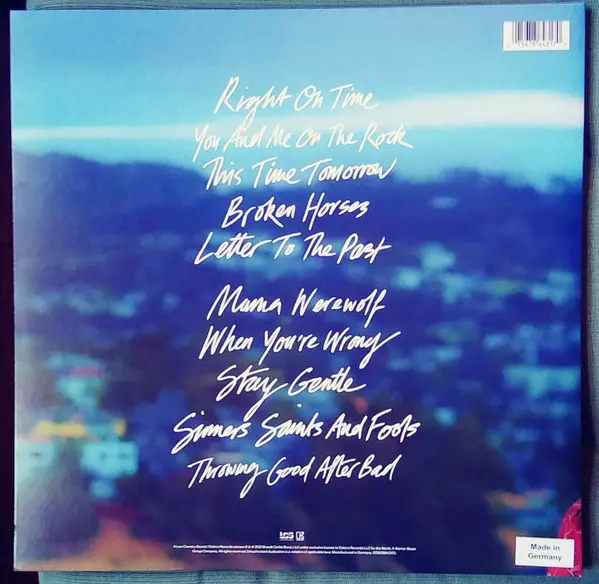 Right On Time
You And Me On The Rock
This Time Tomorrow
Broken Horses
Letter To The Past
Mama Werewolf
When You're Wrong
Stay Gentle
Sinners Saints And Fools
Throwing Good After Bad
Made in
Germany